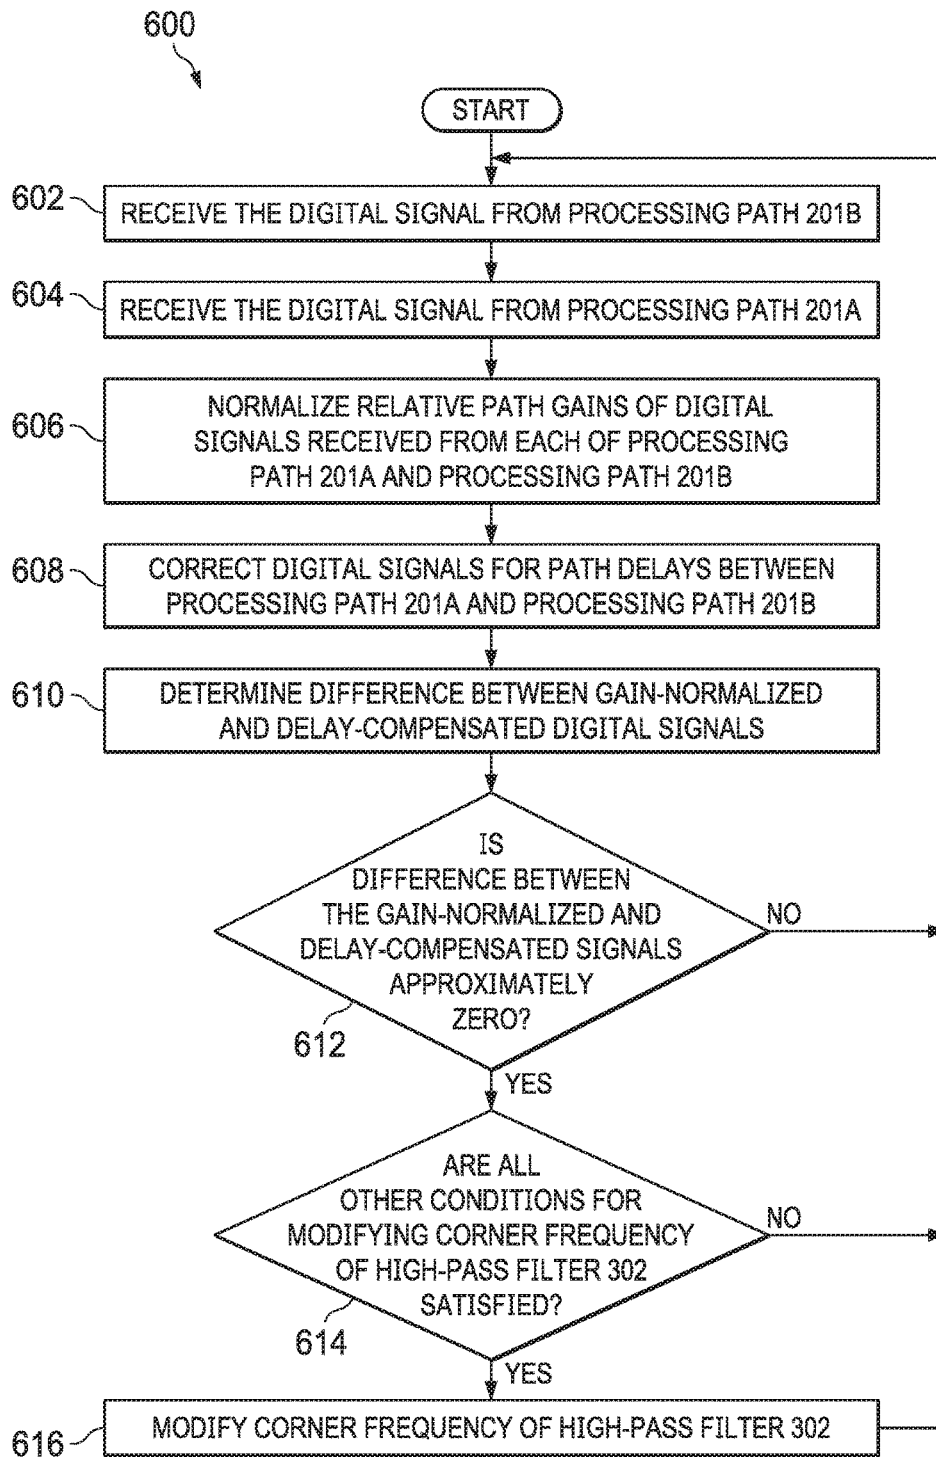 600
START
602
RECEIVE THE DIGITAL SIGNAL FROM PROCESSING PATH 201B
604
RECEIVE THE DIGITAL SIGNAL FROM PROCESSING PATH 201A
606
NORMALIZE RELATIVE PATH GAINS OF DIGITAL
SIGNALS RECEIVED FROM EACH OF PROCESSING
PATH 201A AND PROCESSING PATH 201B
608
CORRECT DIGITAL SIGNALS FOR PATH DELAYS BETWEEN
PROCESSING PATH 201A AND PROCESSING PATH 201B
610
DETERMINE DIFFERENCE BETWEEN GAIN-NORMALIZED
AND DELAY-COMPENSATED DIGITAL SIGNALS
IS
DIFFERENCE BETWEEN
THE GAIN-NORMALIZED AND
DELAY-COMPENSATED SIGNALS
APPROXIMATELY
ZERO?
NO
612
YES
ARE ALL
OTHER CONDITIONS FOR
MODIFYING CORNER FREQUENCY
OF HIGH-PASS FILTER 302
SATISFIED?
NO
614
YES
616
MODIFY CORNER FREQUENCY OF HIGH-PASS FILTER 302